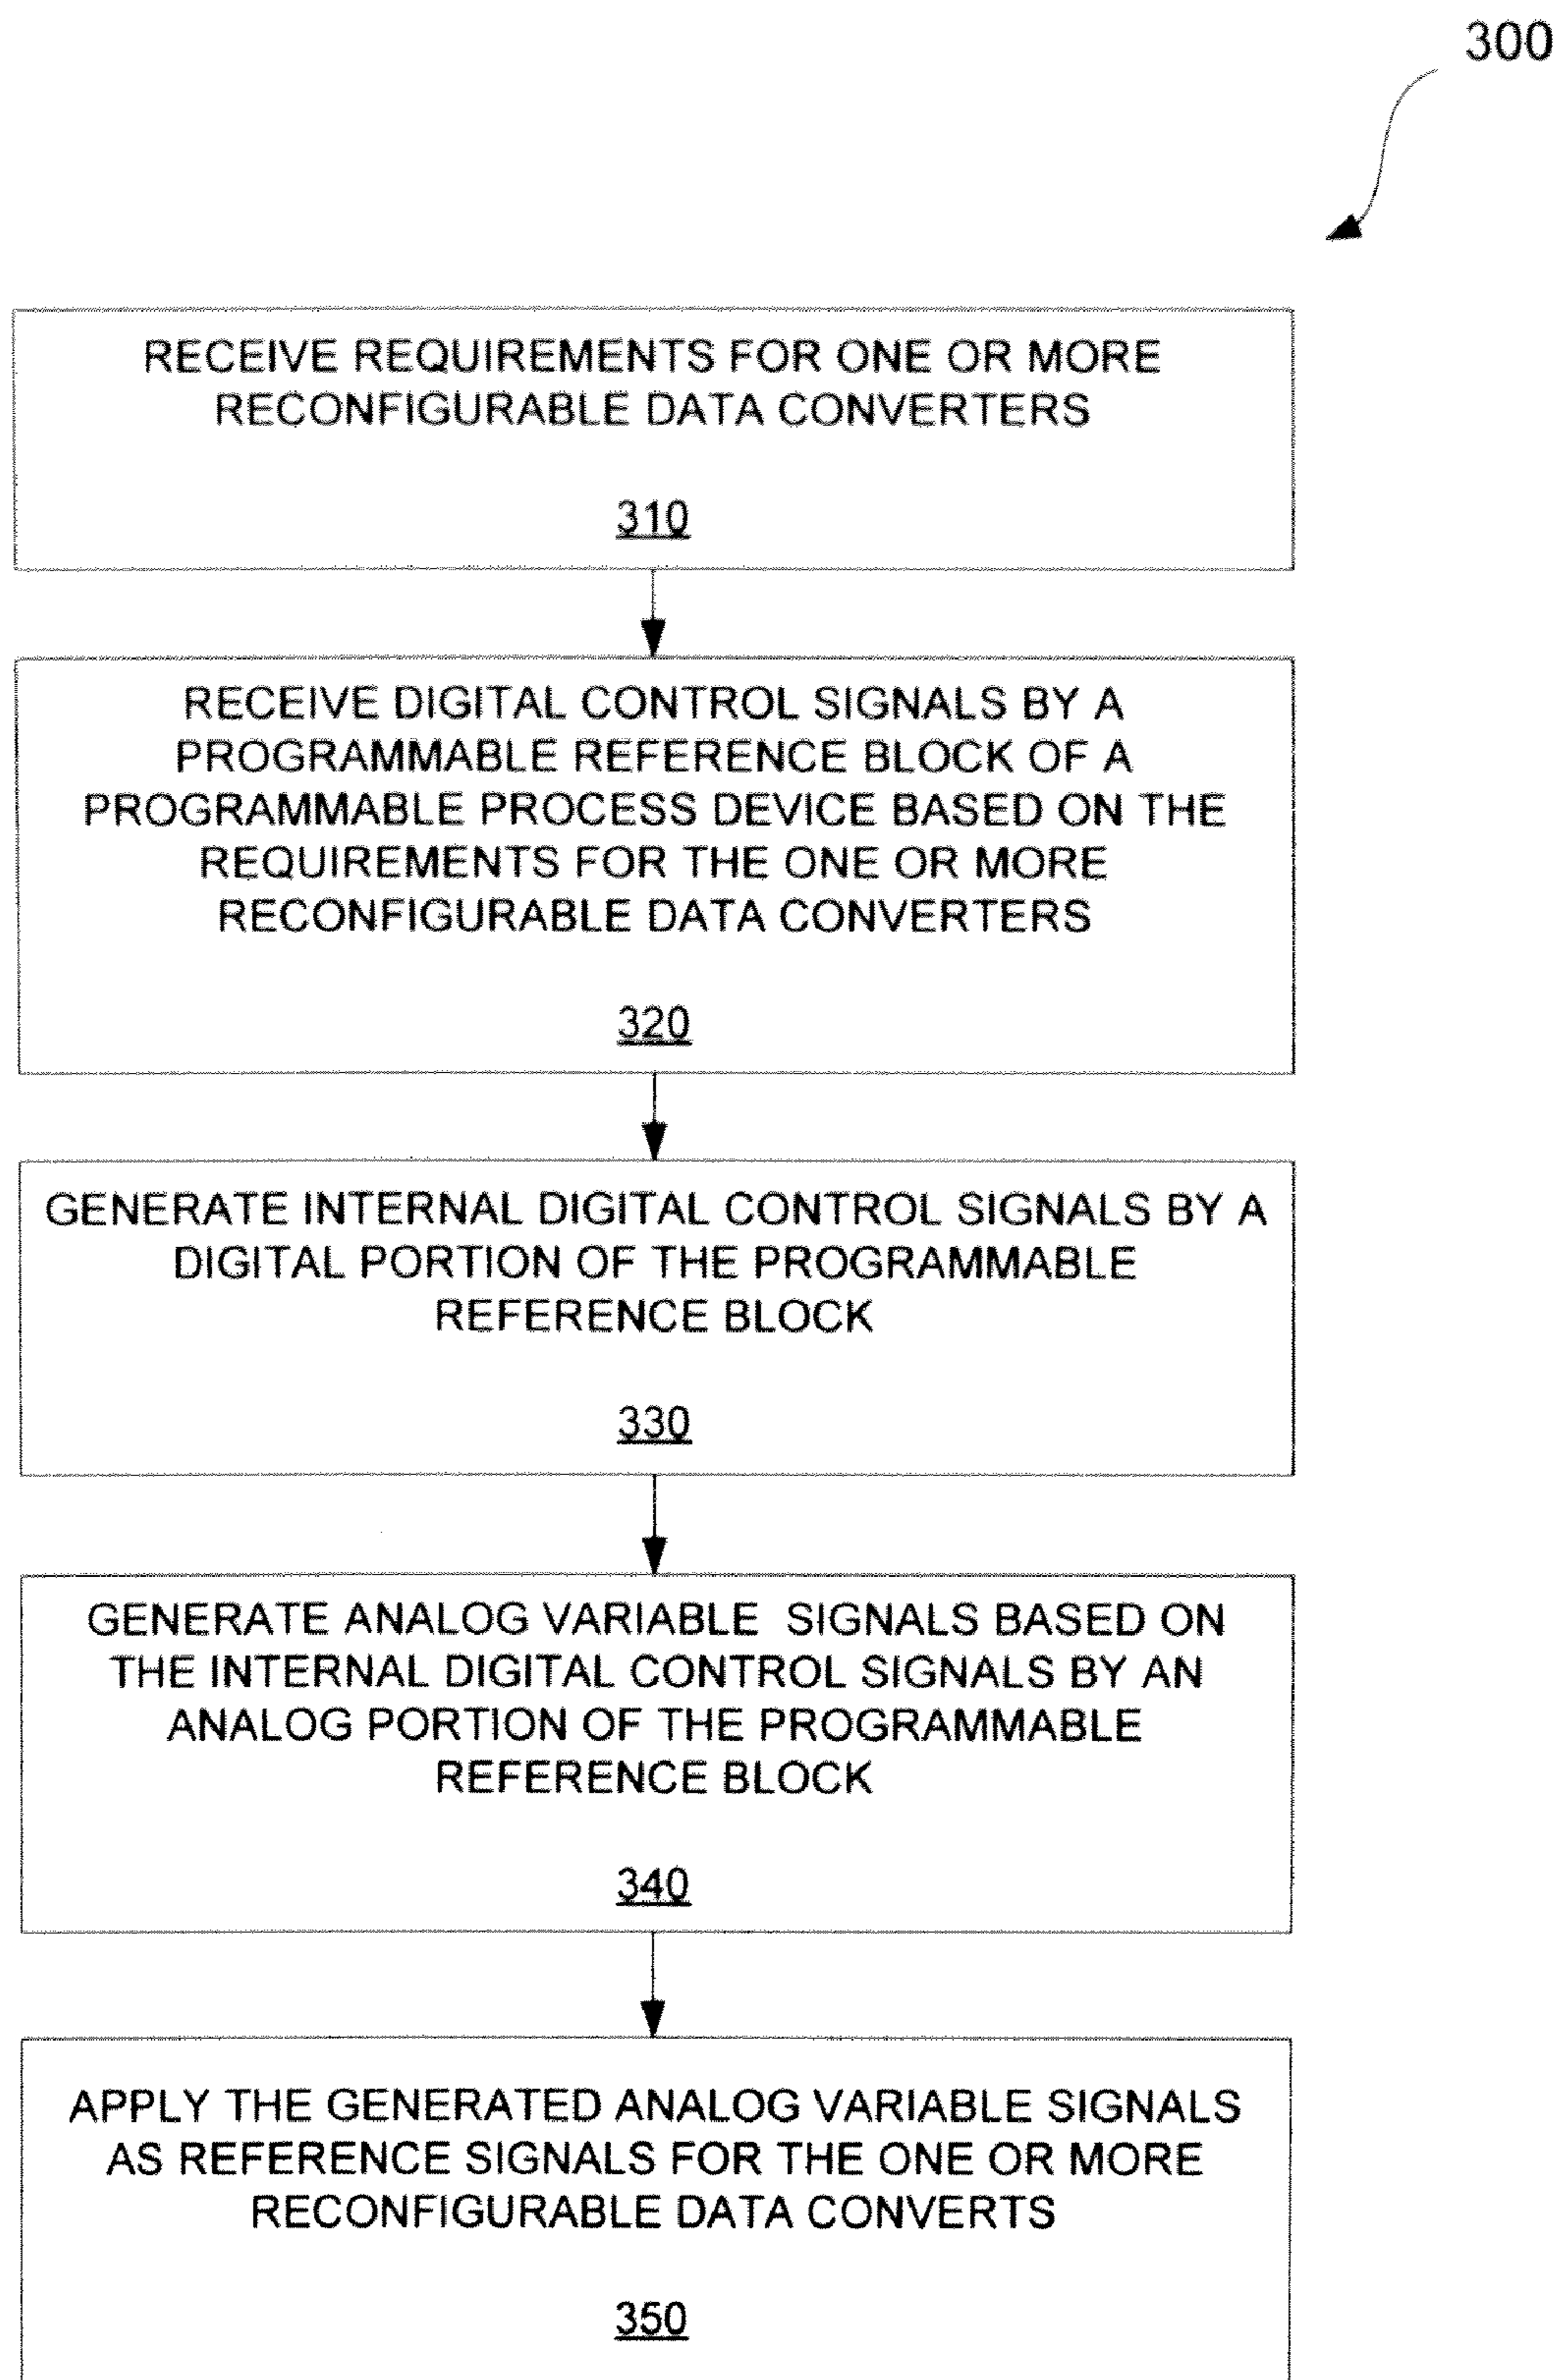 300
RECEIVE REQUIREMENTS FOR ONE OR MORE
RECONFIGURABLE DATA CONVERTERS
310
RECEIVE DIGITAL CONTROL SIGNALS BY A
PROGRAMMABLE REFERENCE BLOCK OF A
PROGRAMMABLE PROCESS DEVICE BASED ON THE
REQUIREMENTS FOR THE ONE OR MORE
RECONFIGURABLE DATA CONVERTERS
320
GENERATE INTERNAL DIGITAL CONTROL SIGNALS BY A
DIGITAL PORTION OF THE PROGRAMMABLE
REFERENCE BLOCK
330
GENERATE ANALOG VARIABLE SIGNALS BASED ON
THE INTERNAL DIGITAL CONTROL SIGNALS BY AN
ANALOG PORTION OF THE PROGRAMMABLE
REFERENCE BLOCK
340
APPLY THE GENERATED ANALOG VARIABLE SIGNALS
AS REFERENCE SIGNALS FOR THE ONE OR MORE
RECONFIGURABLE DATA CONVERTS
350